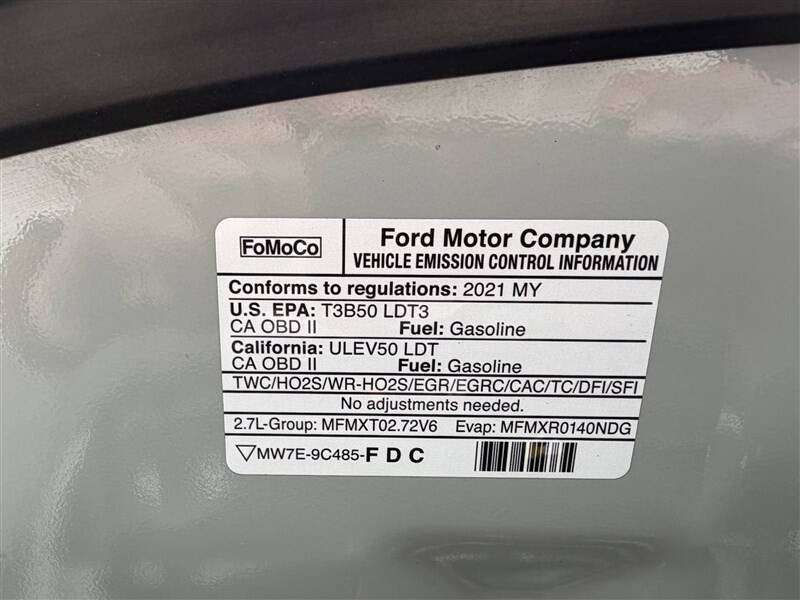 FoMoCo
Ford Motor Company
VEHICLE EMISSION CONTROL INFORMATION
Conforms to regulations: 2021 MY
U.S. EPA: T3B50 LDT3
CA OBD II Fuel: Gasoline
California: ULEV50 LDT
CA OBD II Fuel: Gasoline
TWC/HO2S/WR-HO2S/EGR/EGRC/CAC/TC/DFI/SFI
No adjustments needed.
2.7L-Group: MFMXT02.72V6 Evap: MFMXR0140NDG
MW7E-9C485-F D C